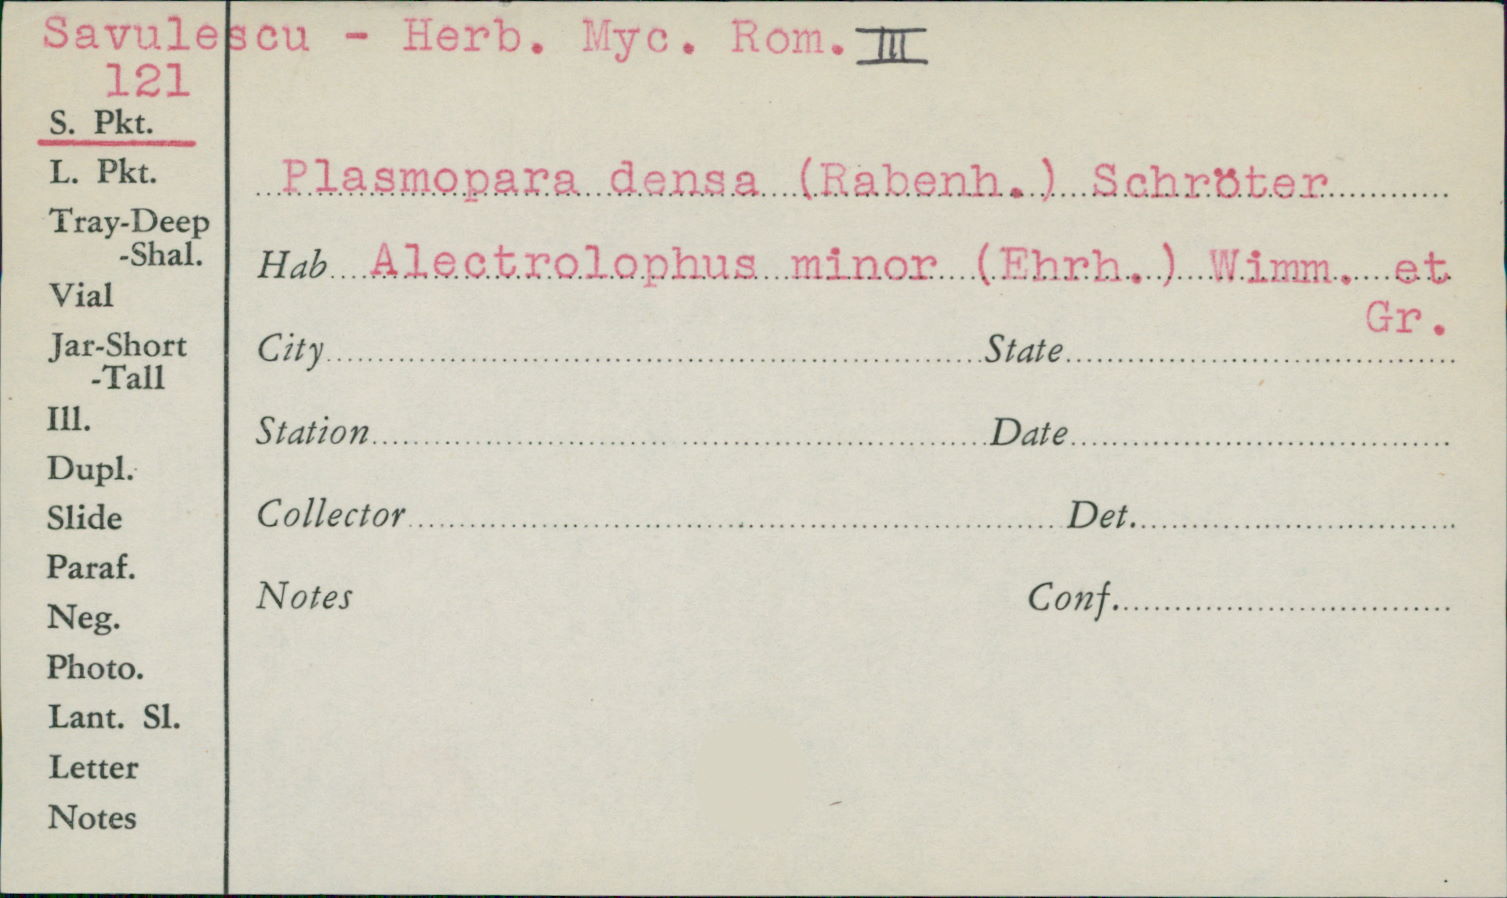 Savulescu - Herb. Myc. Rom. III
121
S. Pkt.
L. Pkt.
Tray-Deep
-Shal.
Vial
Jar-Short
-Tall
Ill.
Dupl.
Slide
Paraf.
Neg.
Photo.
Lant. Sl.
Letter
Notes
Plasmopara densa (Rabenh.) Schröter
Hab Alectrolophus minor (Ehrh.) Wimm. et
Gr.
City State
Station Date
Collector Det.
Notes Conf.